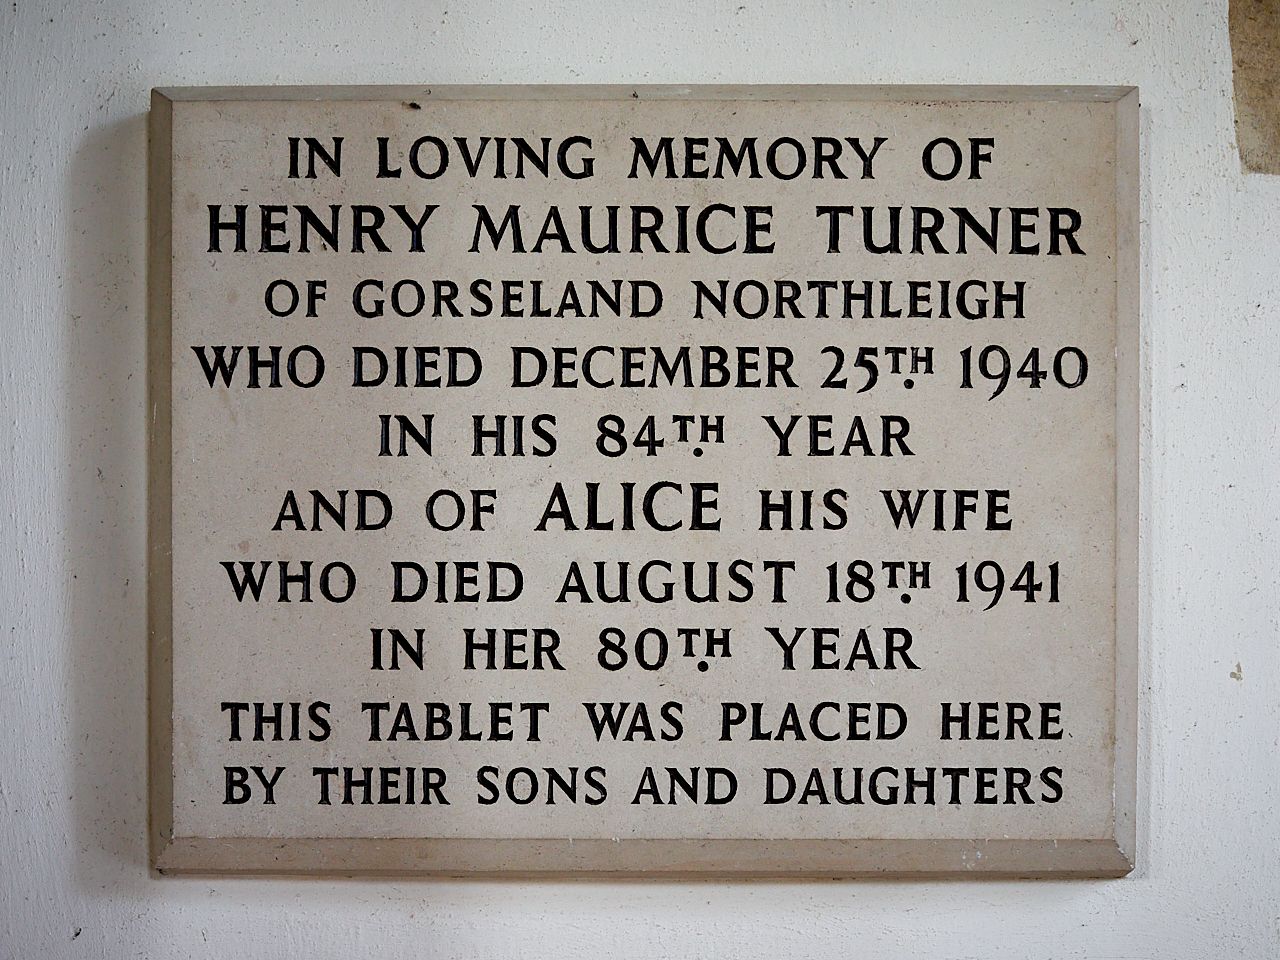 IN LOVING MEMORY OF
HENRY MAURICE TURNER
OF GORSELAND NORTHLEIGH
WHO DIED DECEMBER 25TH. 1940
IN HIS 84TH. YEAR
AND OF ALICE HIS WIFE
WHO DIED AUGUST 18TH. 1941
IN HER 80TH. YEAR
THIS TABLET WAS PLACED HERE
BY THEIR SONS AND DAUGHTERS